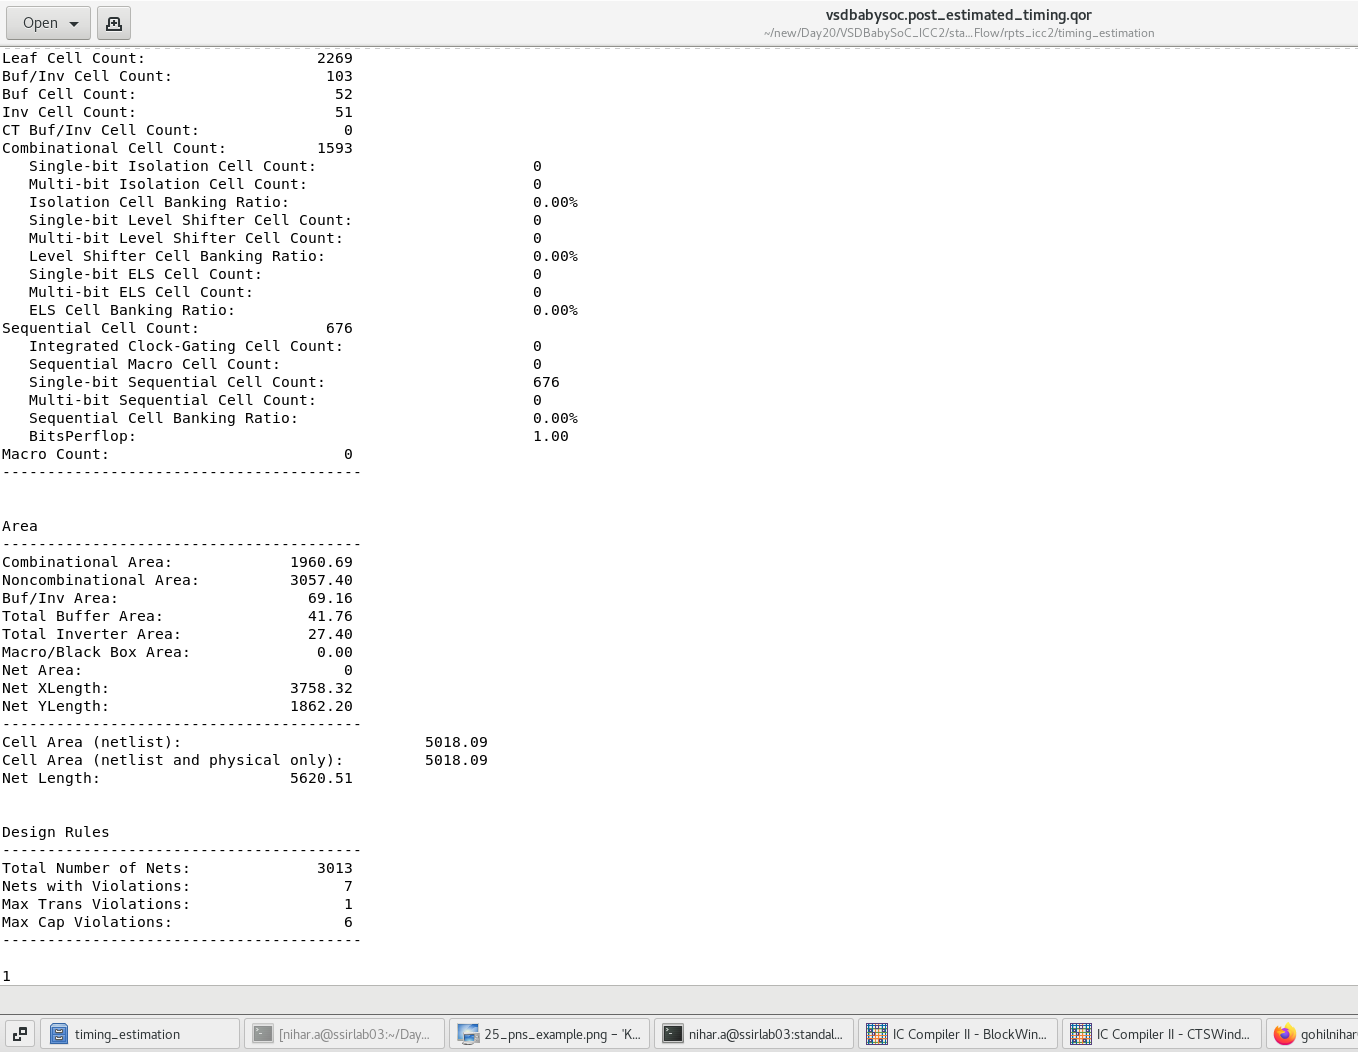 Open
vsdbabysoc.post_estimated_timing.qor
~/new/Day20/VSDBabySoC_ICC2/sta...Flow/rpts_icc2/timing_estimation
Leaf Cell Count: 2269
Buf/Inv Cell Count: 103
Buf Cell Count: 52
Inv Cell Count: 51
CT Buf/Inv Cell Count: 0
Combinational Cell Count: 1593
Single-bit Isolation Cell Count: 0
Multi-bit Isolation Cell Count: 0
Isolation Cell Banking Ratio: 0.00%
Single-bit Level Shifter Cell Count: 0
Multi-bit Level Shifter Cell Count: 0
Level Shifter Cell Banking Ratio: 0.00%
Single-bit ELS Cell Count: 0
Multi-bit ELS Cell Count: 0
ELS Cell Banking Ratio: 0.00%
Sequential Cell Count: 676
Integrated Clock-Gating Cell Count: 0
Sequential Macro Cell Count: 0
Single-bit Sequential Cell Count: 676
Multi-bit Sequential Cell Count: 0
Sequential Cell Banking Ratio: 0.00%
BitsPerflop: 1.00
Macro Count: 0
----------------------------------------
Area
----------------------------------------
Combinational Area: 1960.69
Noncombinational Area: 3057.40
Buf/Inv Area: 69.16
Total Buffer Area: 41.76
Total Inverter Area: 27.40
Macro/Black Box Area: 0.00
Net Area: 0
Net XLength: 3758.32
Net YLength: 1862.20
----------------------------------------
Cell Area (netlist): 5018.09
Cell Area (netlist and physical only): 5018.09
Net Length: 5620.51
Design Rules
----------------------------------------
Total Number of Nets: 3013
Nets with Violations: 7
Max Trans Violations: 1
Max Cap Violations: 6
----------------------------------------
1
timing_estimation
[nihar.a@ssirlab03:~/Day...
25_pns_example.png – 'K...
nihar.a@ssirlab03:standal...
IC Compiler II - BlockWin...
IC Compiler II - CTSWind...
gohilnihar